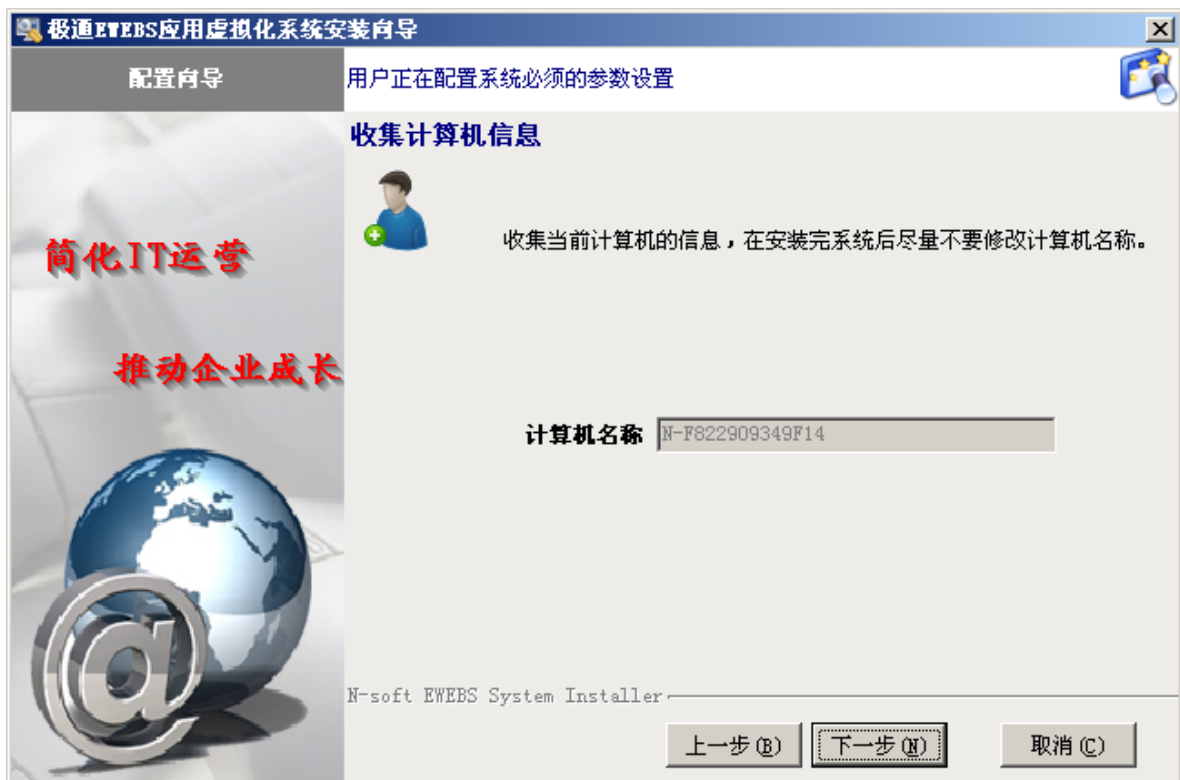 极通EWEBS应用虚拟化系统安装向导
配置向导
用户正在配置系统必须的参数设置
收集计算机信息
收集当前计算机的信息，在安装完系统后尽量不要修改计算机名称。
简化IT运营
推动企业成长
计算机名称 N-F822909349F14
N-soft EWEBS System Installer
上一步(B) 下一步(N) 取消(C)